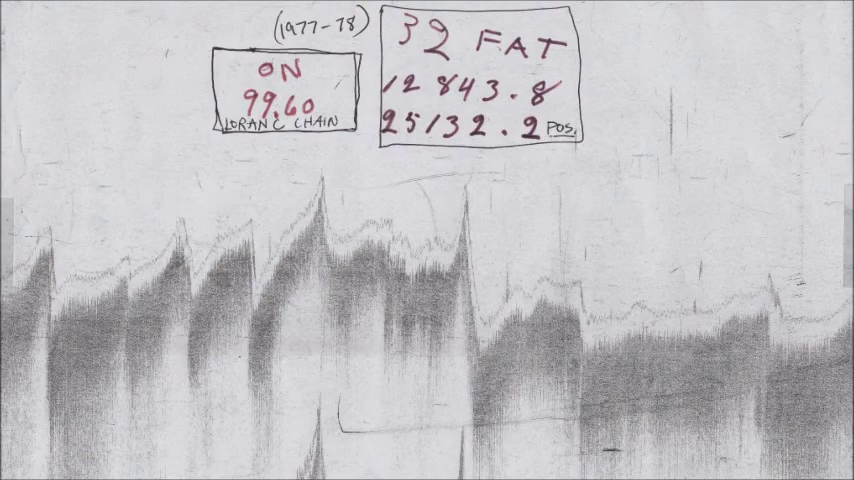 (1977-78)
ON
99.60
LORAN C CHAIN
32 FAT
12843.8
25132.2 POS.